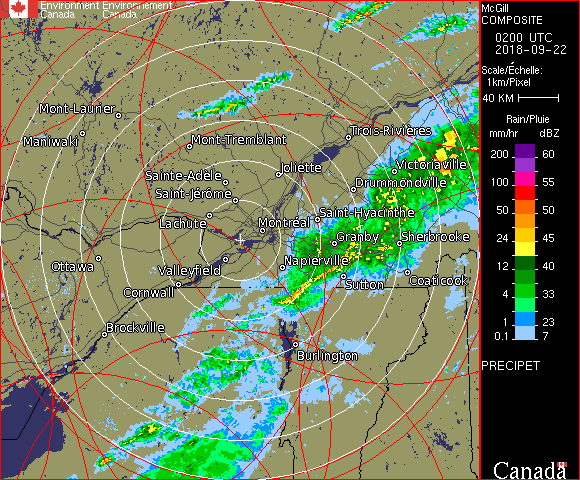 Environment Environnement
Canada Canada
McGill
COMPOSITE
0200 UTC
2018-09-22
Scale/Échelle:
1km/Pixel
40 KM
Rain/Pluie
mm/hr dBZ
200 60
100 55
50 50
24 45
12 40
4 33
2 28
1 23
0.1 7
PRECIPET
Canada
Mont-Laurier
Maniwaki
Mont-Tremblant
Trois-Rivières
Sainte-Adèle
Joliette
Victoriaville
Saint-Jérôme
Drummondville
Lachute
Montréal
Saint-Hyacinthe
Granby
Sherbrooke
Ottawa
Valleyfield
Napierville
Cornwall
Sutton
Coaticook
Brockville
Burlington